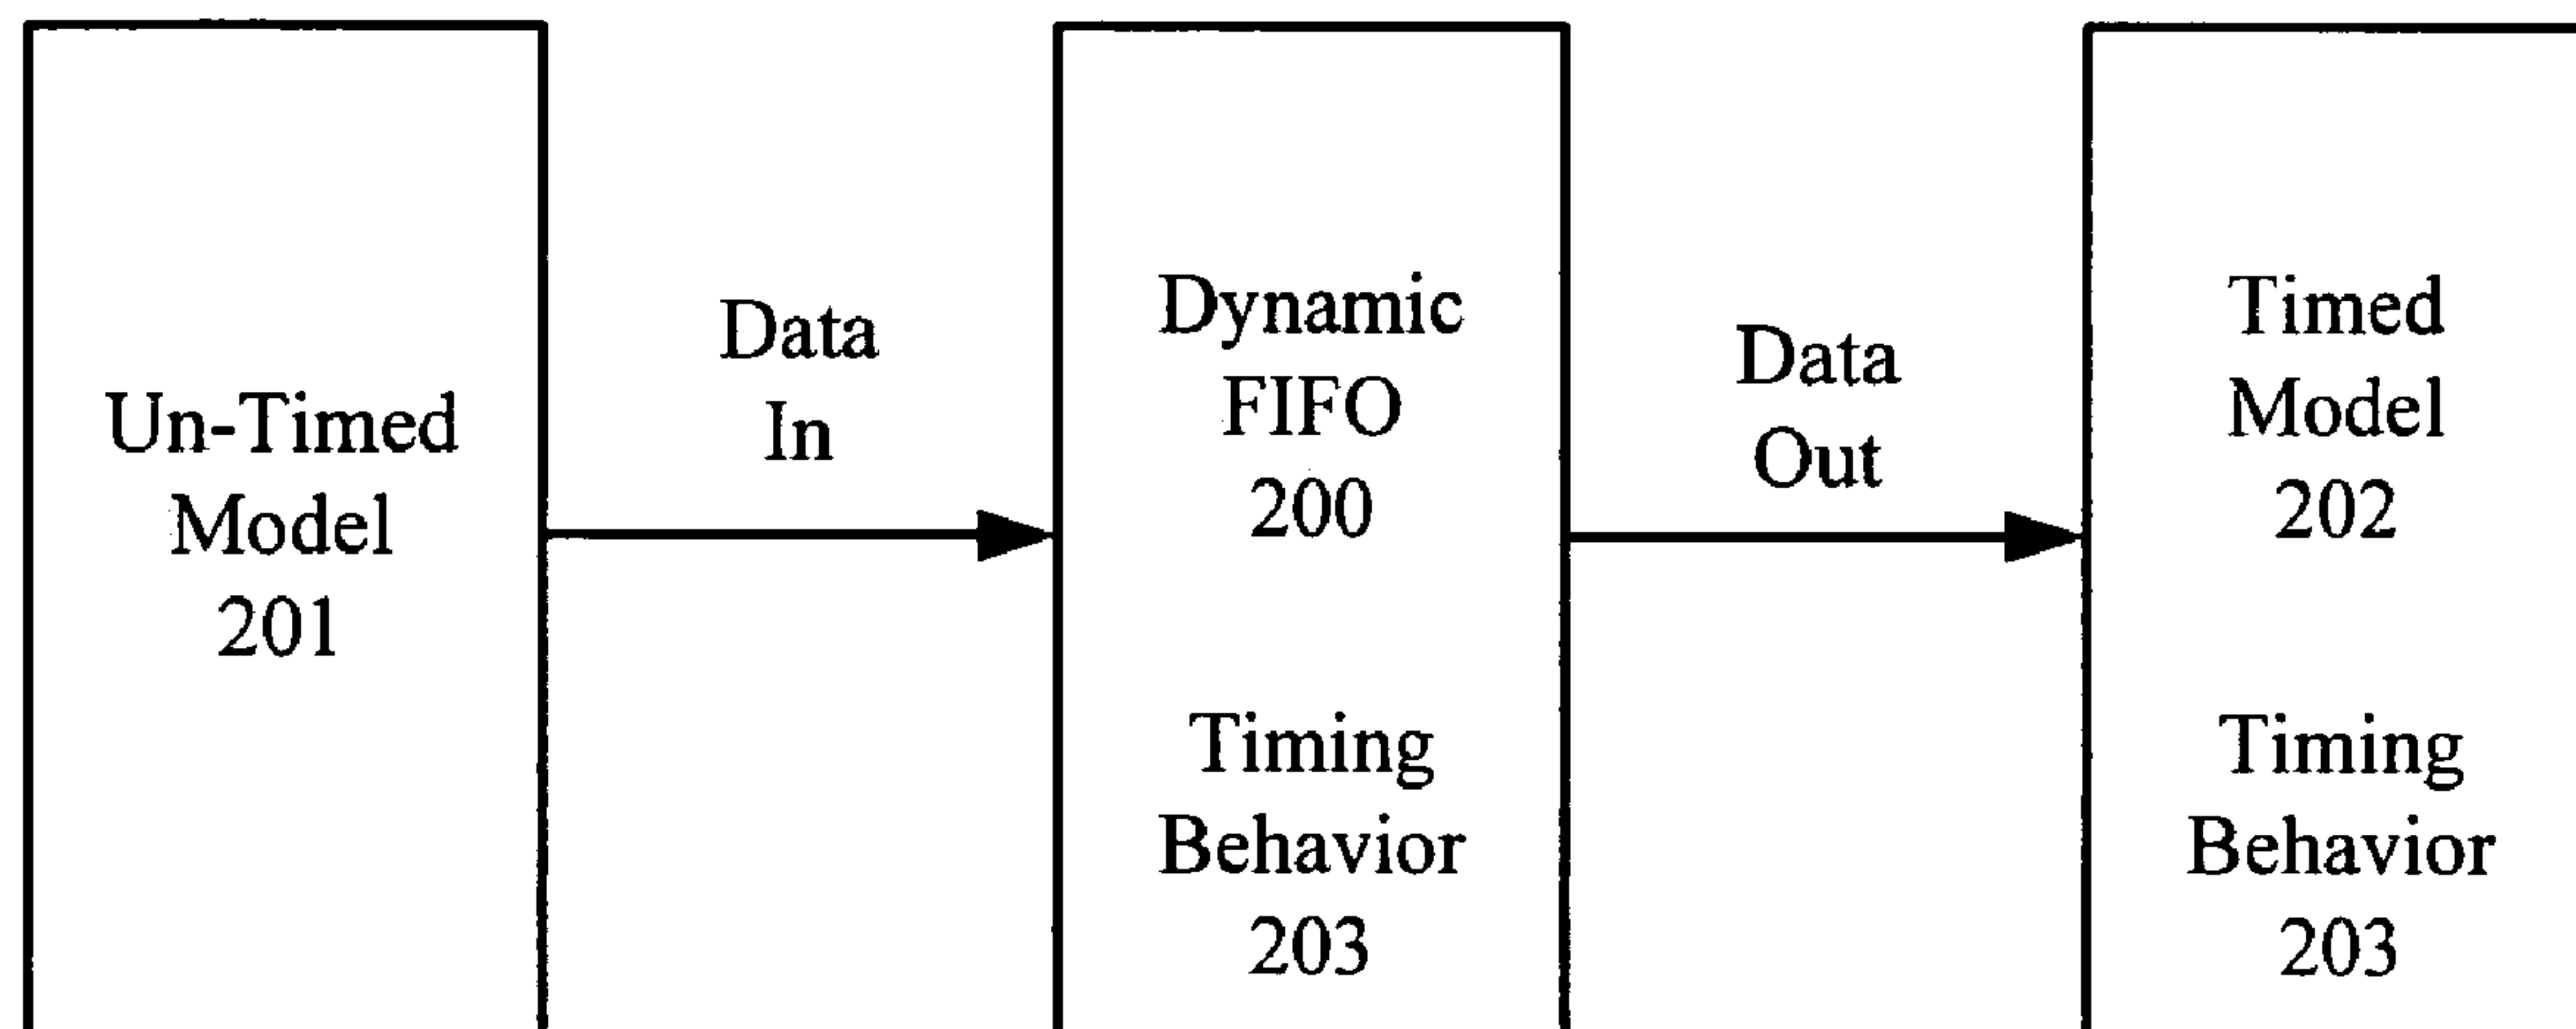 Un-Timed
Model
201
Data
In
Dynamic
FIFO
200
Timing
Behavior
203
Data
Out
Timed
Model
202
Timing
Behavior
203